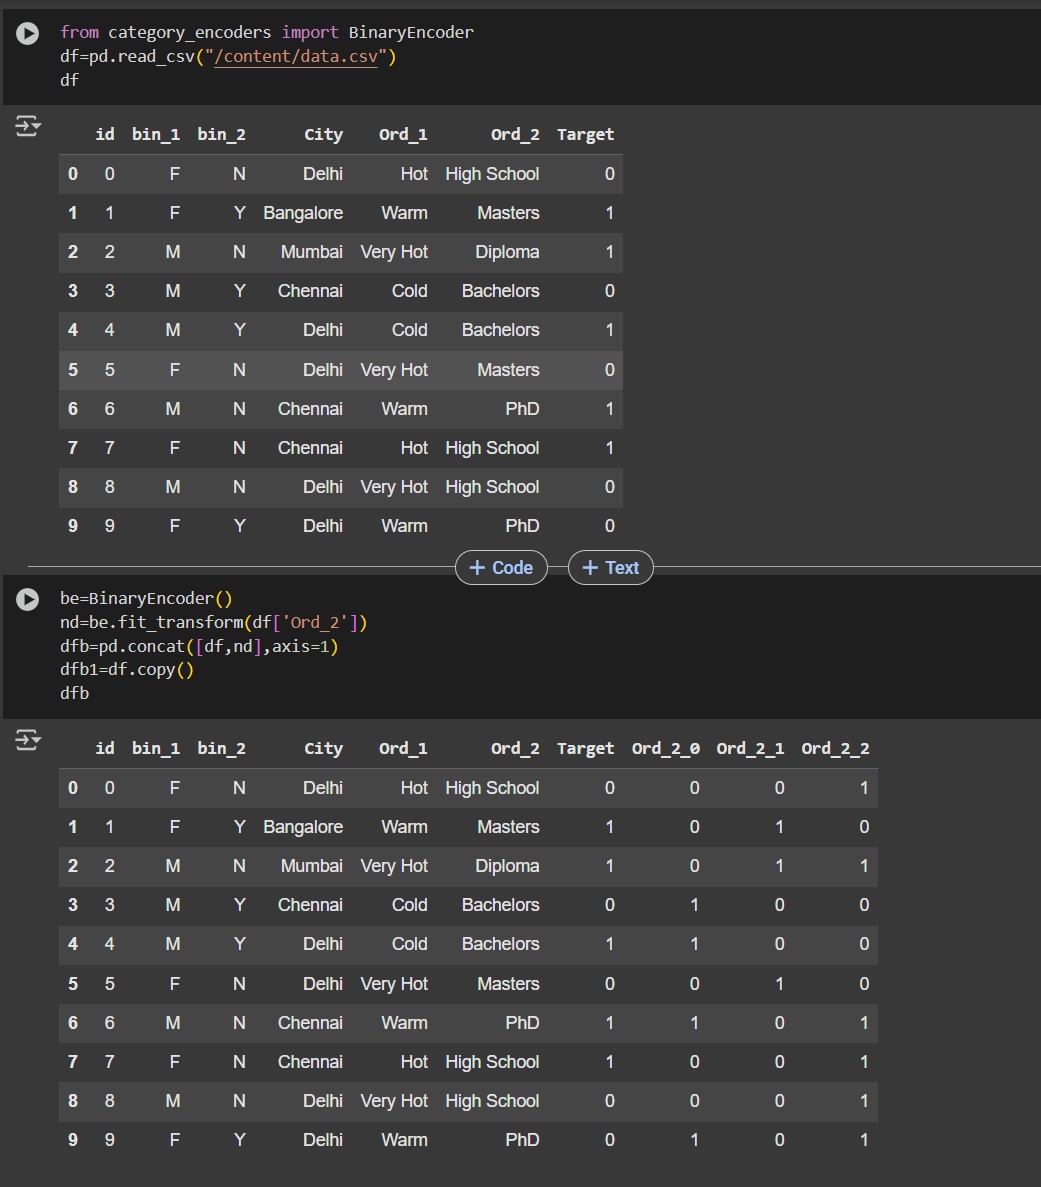 from category_encoders import BinaryEncoder
df=pd.read_csv("/content/data.csv")
df
id bin_1 bin_2 City Ord_1 Ord_2 Target
0 0 F N Delhi Hot High School 0
1 1 F Y Bangalore Warm Masters 1
2 2 M N Mumbai Very Hot Diploma 1
3 3 M Y Chennai Cold Bachelors 0
4 4 M Y Delhi Cold Bachelors 1
5 5 F N Delhi Very Hot Masters 0
6 6 M N Chennai Warm PhD 1
7 7 F N Chennai Hot High School 1
8 8 M N Delhi Very Hot High School 0
9 9 F Y Delhi Warm PhD 0
+ Code + Text
be=BinaryEncoder()
nd=be.fit_transform(df['Ord_2'])
dfb=pd.concat([df,nd],axis=1)
dfb1=df.copy()
dfb
id bin_1 bin_2 City Ord_1 Ord_2 Target Ord_2_0 Ord_2_1 Ord_2_2
0 0 F N Delhi Hot High School 0 0 0 1
1 1 F Y Bangalore Warm Masters 1 0 1 0
2 2 M N Mumbai Very Hot Diploma 1 0 1 1
3 3 M Y Chennai Cold Bachelors 0 1 0 0
4 4 M Y Delhi Cold Bachelors 1 1 0 0
5 5 F N Delhi Very Hot Masters 0 0 1 0
6 6 M N Chennai Warm PhD 1 1 0 1
7 7 F N Chennai Hot High School 1 0 0 1
8 8 M N Delhi Very Hot High School 0 0 0 1
9 9 F Y Delhi Warm PhD 0 1 0 1